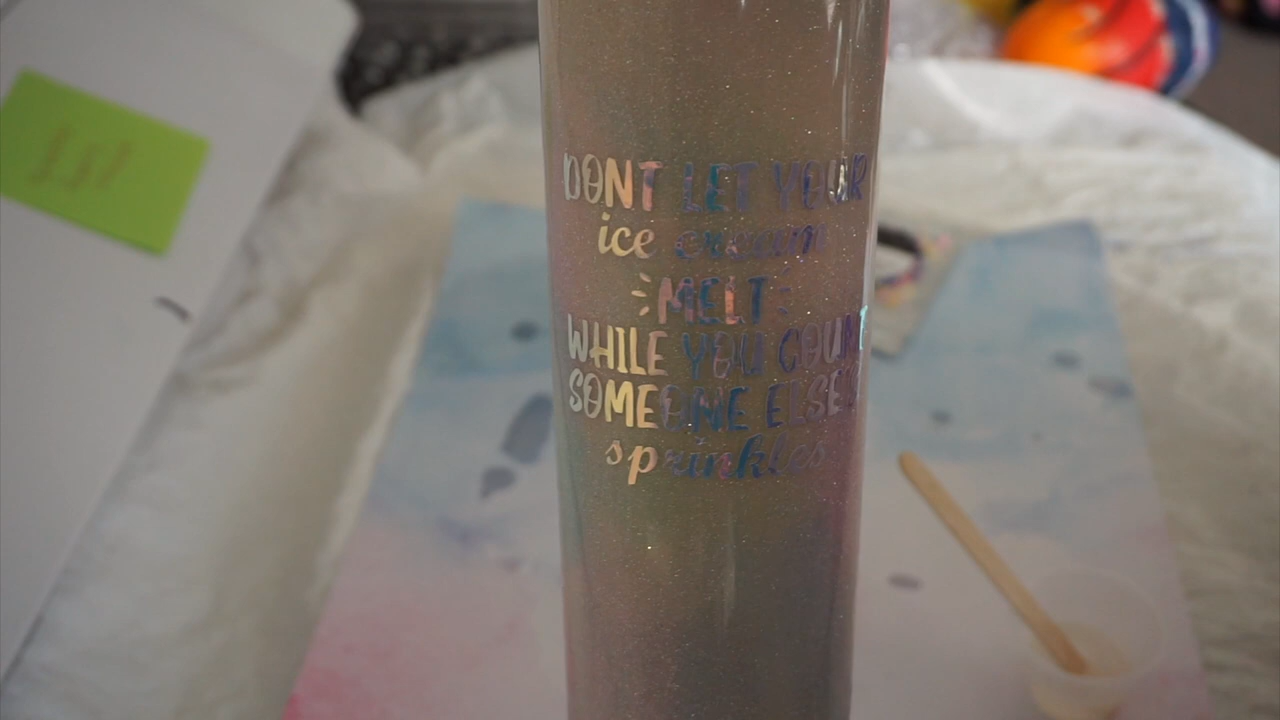 DONT LET YOUR
ice cream
MELT
WHILE YOU COUNT
SOMEONE ELSE'S
sprinkles